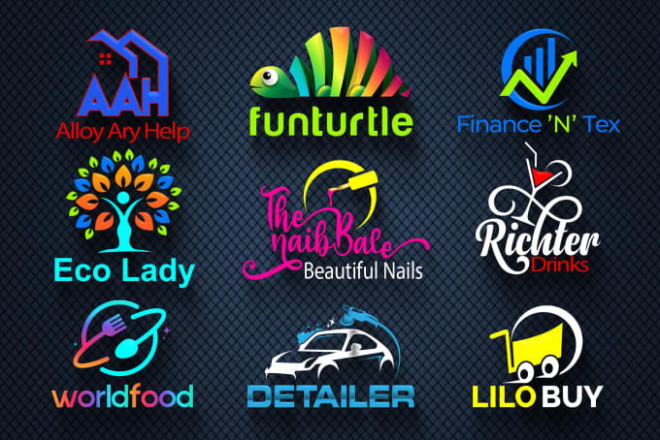 AAH
Alloy Ary Help
funturtle
Finance 'N' Tex
Eco Lady
The
naibBale
Beautiful Nails
Richter
Drinks
worldfood
DETAILER
LILO BUY